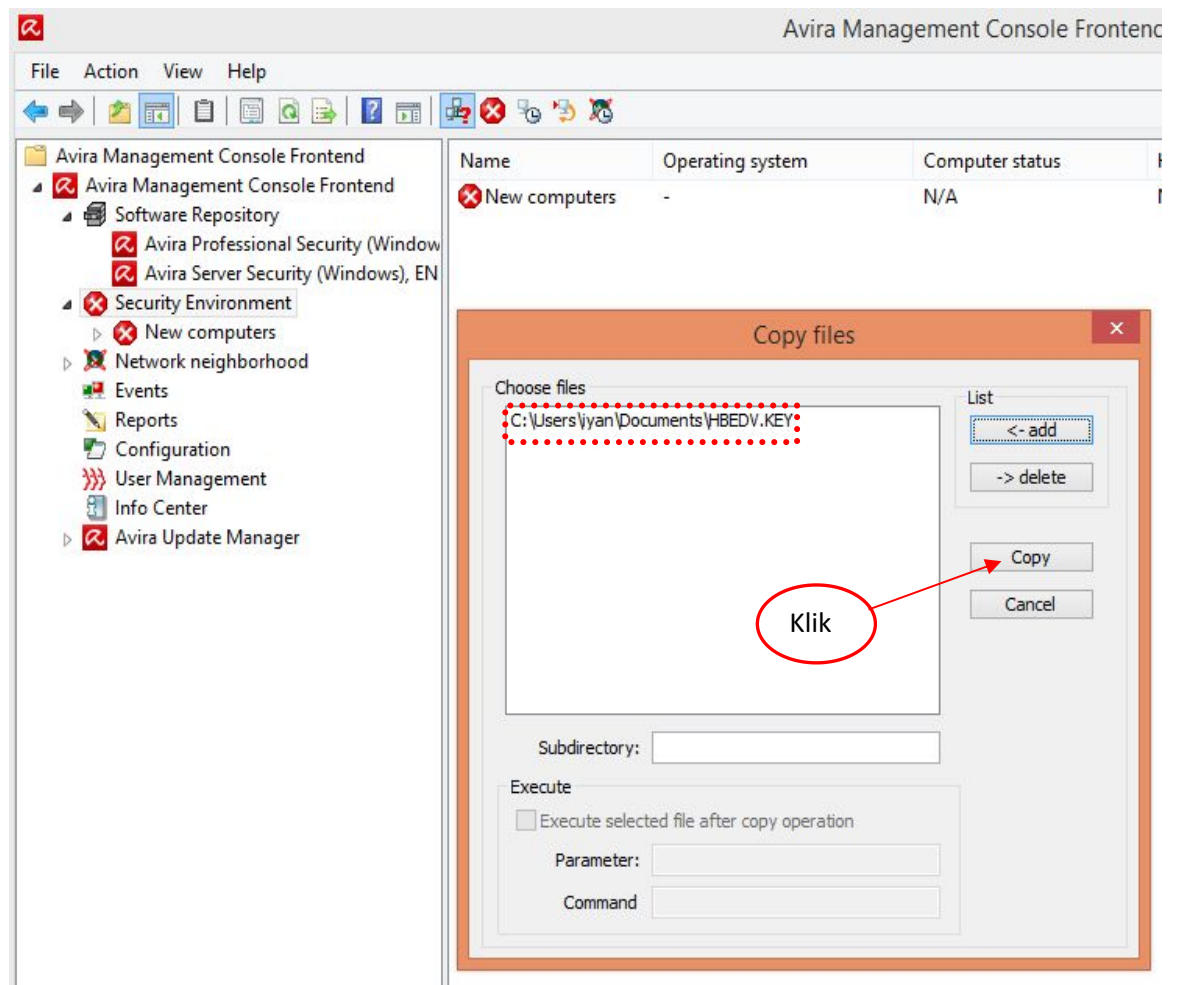 Avira Management Console Frontend
File Action View Help
Avira Management Console Frontend
Avira Management Console Frontend
Software Repository
Avira Professional Security (Window
Avira Server Security (Windows), EN
Security Environment
New computers
Network neighborhood
Events
Reports
Configuration
User Management
Info Center
Avira Update Manager
Name Operating system Computer status
New computers - N/A
Copy files
Choose files
C:\Users\iyan\Documents\HBEDV.KEY
List
<- add
-> delete
Copy
Cancel
Klik
Subdirectory:
Execute
Execute selected file after copy operation
Parameter:
Command